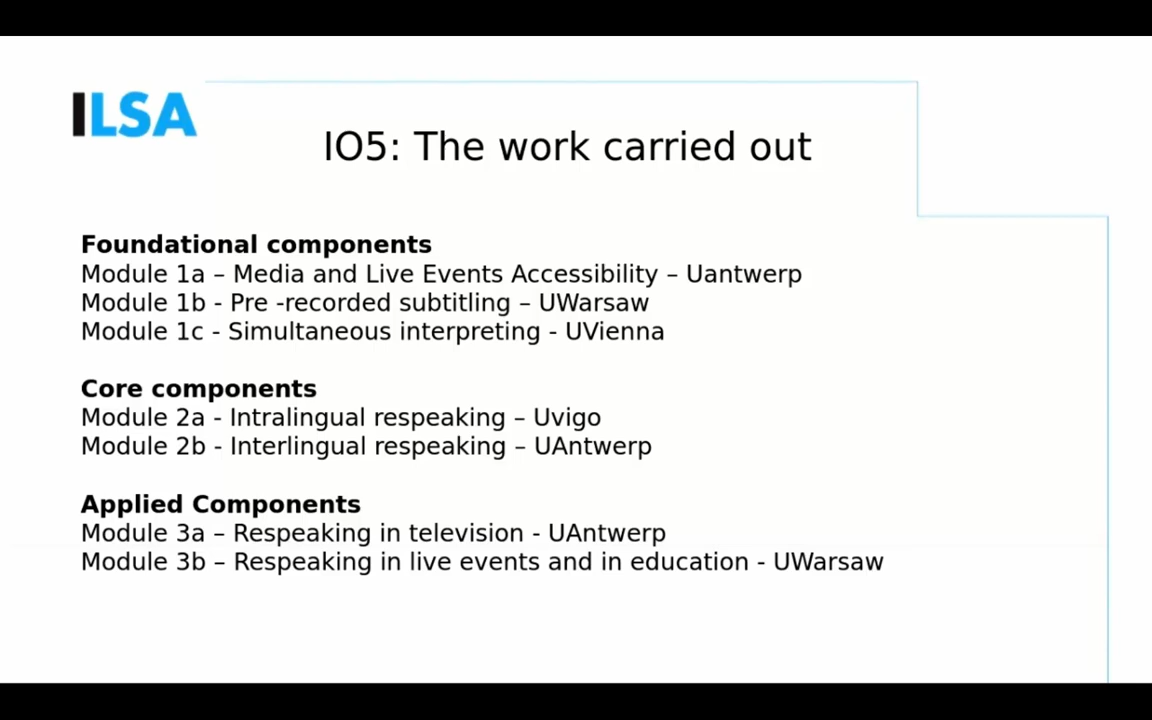 ILSA
IO5: The work carried out
Foundational components
Module 1a – Media and Live Events Accessibility – Uantwerp
Module 1b - Pre -recorded subtitling – UWarsaw
Module 1c - Simultaneous interpreting - UVienna
Core components
Module 2a - Intralingual respeaking – Uvigo
Module 2b - Interlingual respeaking – UAntwerp
Applied Components
Module 3a – Respeaking in television - UAntwerp
Module 3b – Respeaking in live events and in education - UWarsaw